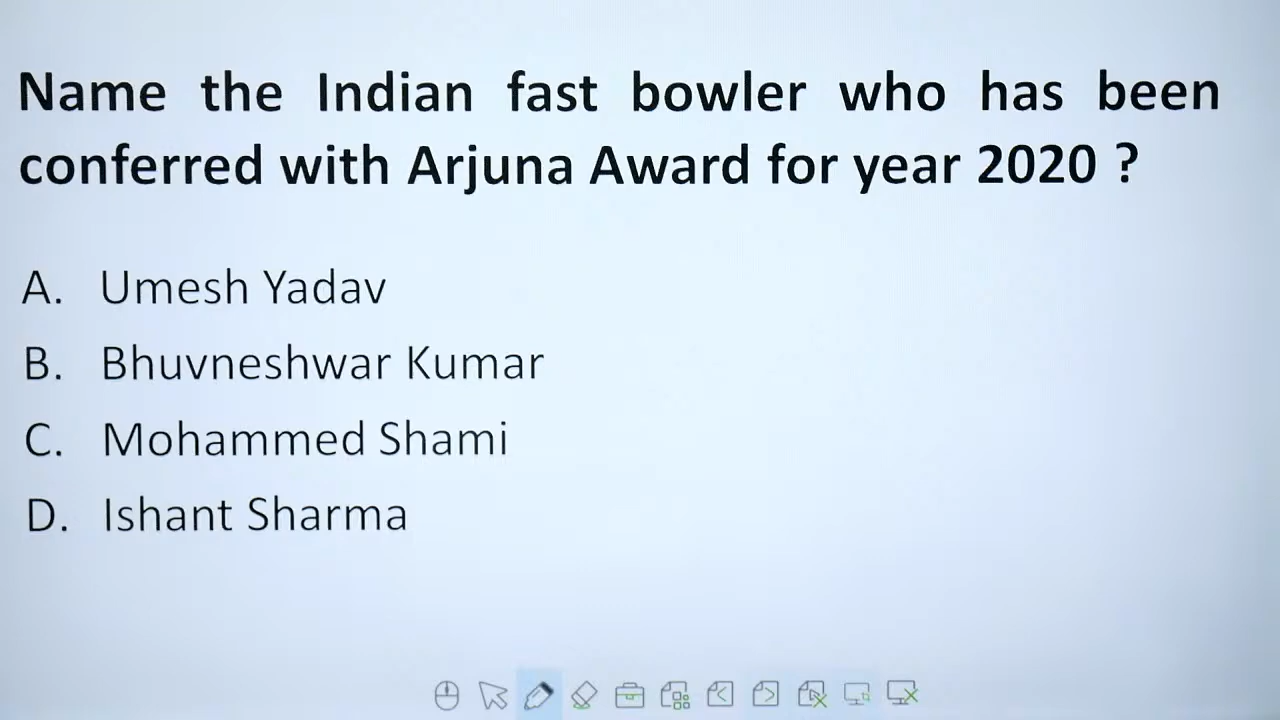 Name the Indian fast bowler who has been
conferred with Arjuna Award for year 2020 ?
A. Umesh Yadav
B. Bhuvneshwar Kumar
C. Mohammed Shami
D. Ishant Sharma